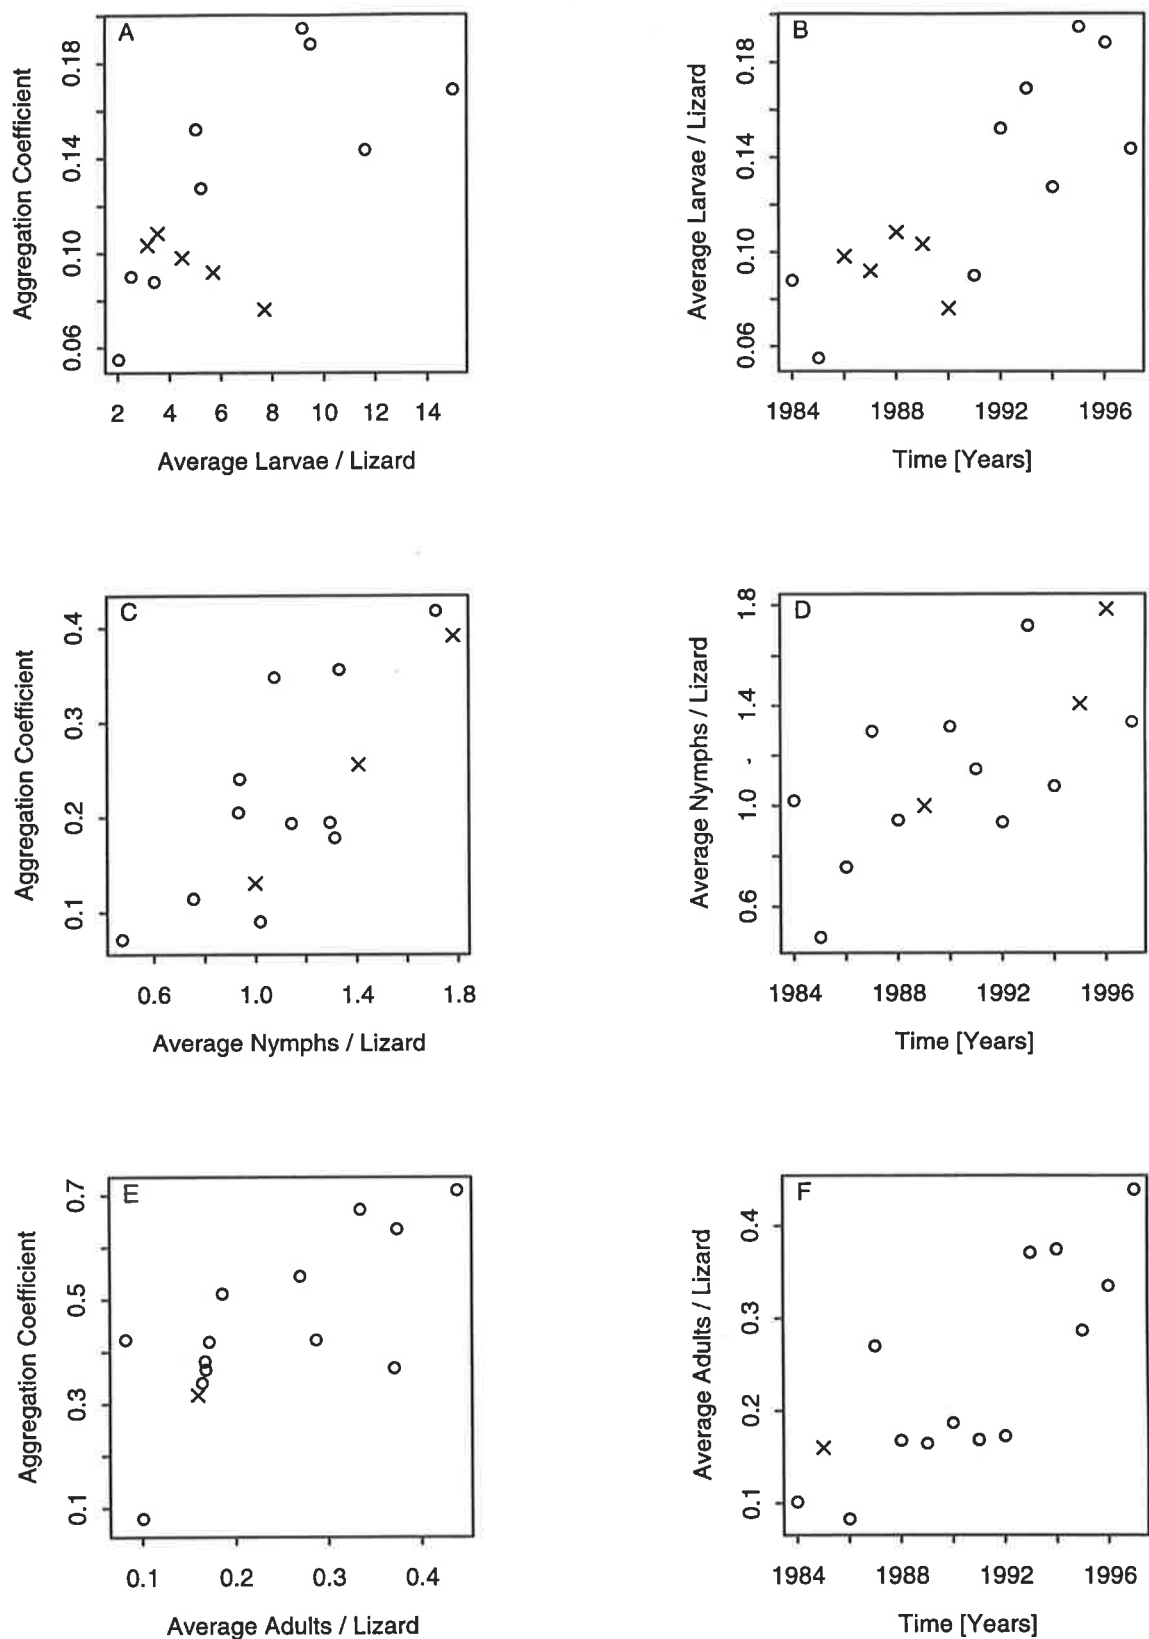 A
Aggregation Coefficient
0.06 0.10 0.14 0.18
2 4 6 8 10 12 14
Average Larvae / Lizard
B
Average Larvae / Lizard
0.06 0.10 0.14 0.18
1984 1988 1992 1996
Time [Years]
C
Aggregation Coefficient
0.1 0.2 0.3 0.4
0.6 1.0 1.4 1.8
Average Nymphs / Lizard
D
Average Nymphs / Lizard
0.6 1.0 1.4 1.8
1984 1988 1992 1996
Time [Years]
E
Aggregation Coefficient
0.1 0.3 0.5 0.7
0.1 0.2 0.3 0.4
Average Adults / Lizard
F
Average Adults / Lizard
0.1 0.2 0.3 0.4
1984 1988 1992 1996
Time [Years]